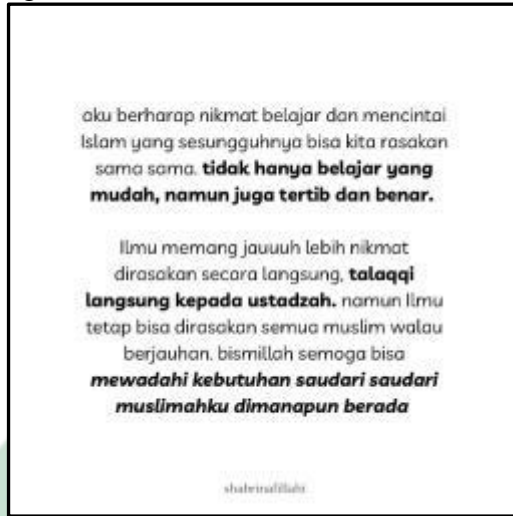 aku berharap nikmat belajar dan mencintai
Islam yang sesungguhnya bisa kita rasakan
sama sama. tidak hanya belajar yang
mudah, namun juga tertib dan benar.
Ilmu memang jauuuh lebih nikmat
dirasakan secara langsung, talaqqi
langsung kepada ustadzah. namun Ilmu
tetap bisa dirasakan semua muslim walau
berjauhan. bismillah semoga bisa
mewadahi kebutuhan saudari saudari
muslimahku dimanapun berada